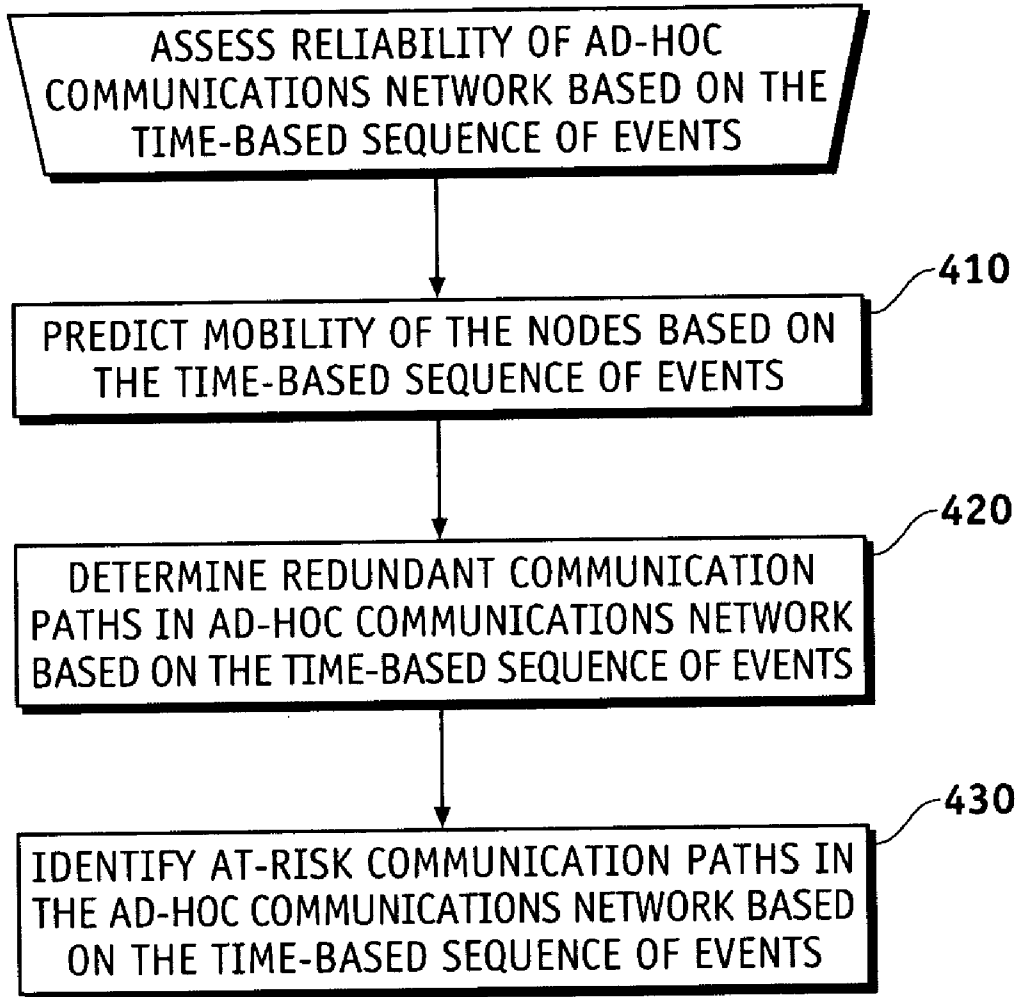 ASSESS RELIABILITY OF AD-HOC
COMMUNICATIONS NETWORK BASED ON THE
TIME-BASED SEQUENCE OF EVENTS
410
PREDICT MOBILITY OF THE NODES BASED ON
THE TIME-BASED SEQUENCE OF EVENTS
420
DETERMINE REDUNDANT COMMUNICATION
PATHS IN AD-HOC COMMUNICATIONS NETWORK
BASED ON THE TIME-BASED SEQUENCE OF EVENTS
430
IDENTIFY AT-RISK COMMUNICATION PATHS IN
THE AD-HOC COMMUNICATIONS NETWORK BASED
ON THE TIME-BASED SEQUENCE OF EVENTS